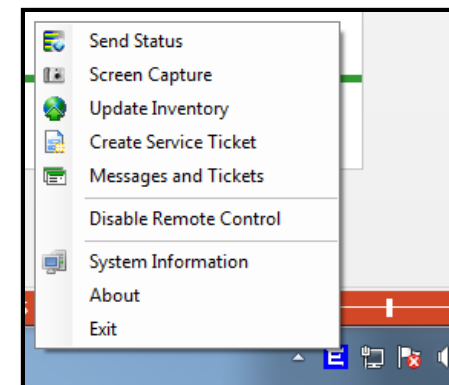 Send Status
Screen Capture
Update Inventory
Create Service Ticket
Messages and Tickets
Disable Remote Control
System Information
About
Exit
E